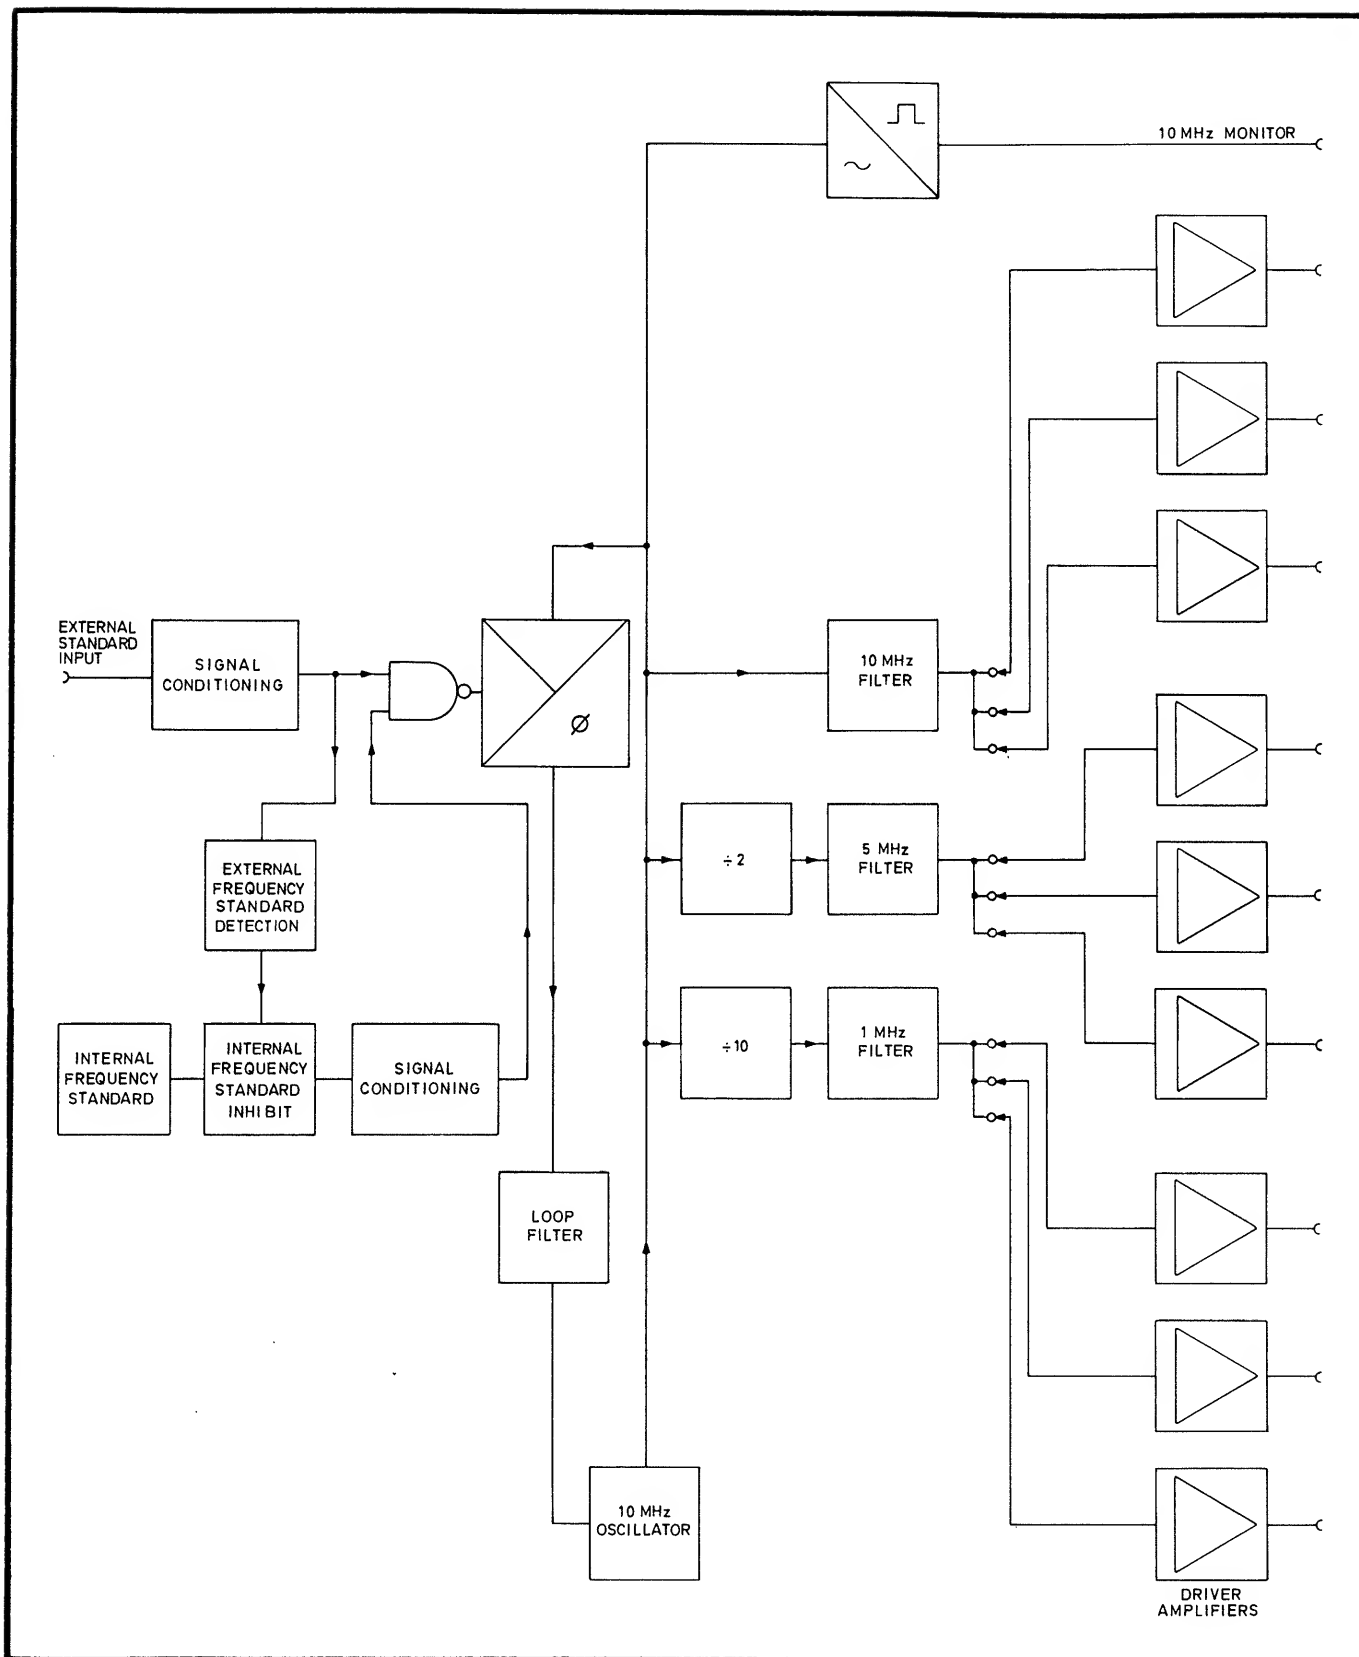 10 MHz MONITOR
EXTERNAL
STANDARD
INPUT
SIGNAL
CONDITIONING
Ø
10 MHz
FILTER
EXTERNAL
FREQUENCY
STANDARD
DETECTION
÷2
5 MHz
FILTER
INTERNAL
FREQUENCY
STANDARD
INTERNAL
FREQUENCY
STANDARD
INHIBIT
SIGNAL
CONDITIONING
÷10
1 MHz
FILTER
LOOP
FILTER
10 MHz
OSCILLATOR
DRIVER
AMPLIFIERS